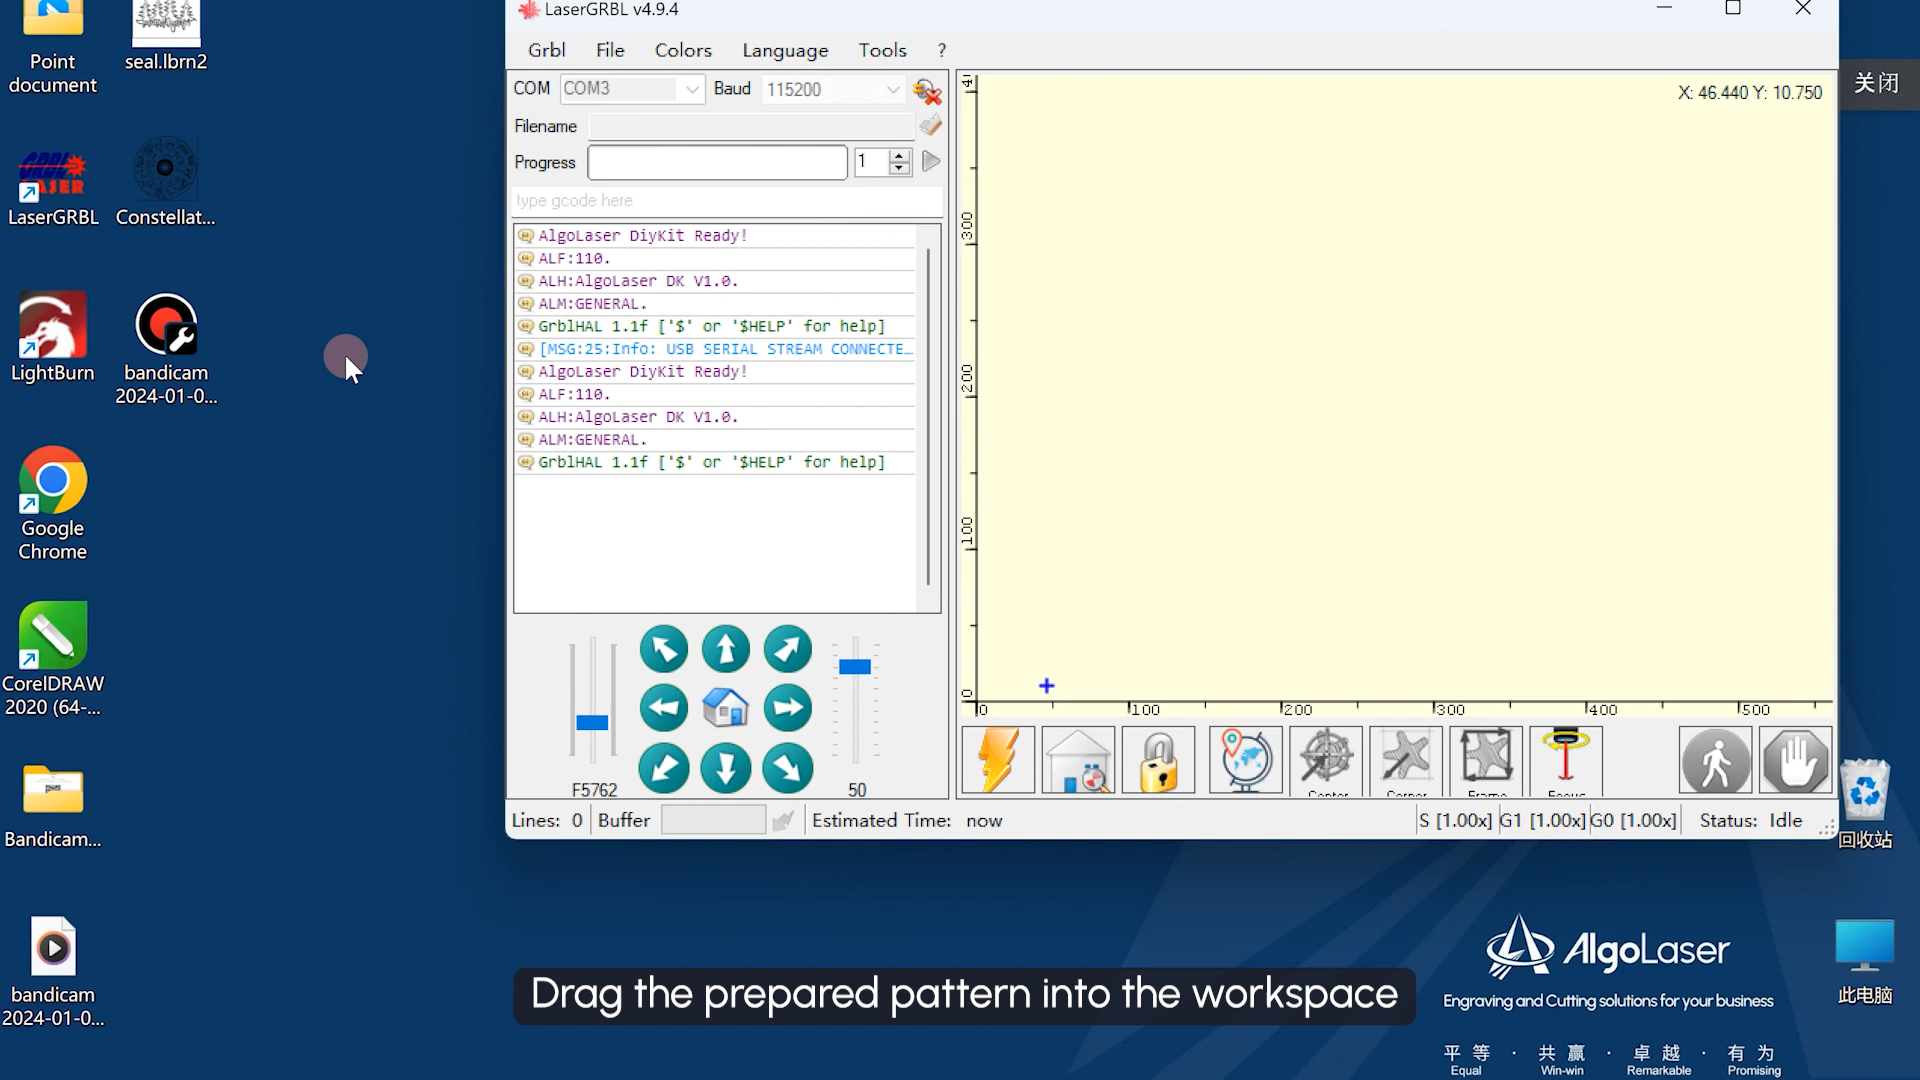 LaserGRBL v4.9.4
Grbl File Colors Language Tools ?
COM COM3 Baud 115200
Filename
Progress 1
type gcode here
AlgoLaser DiyKit Ready!
ALF:110.
ALH:AlgoLaser DK V1.0.
ALM:GENERAL.
GrblHAL 1.1f ['$' or '$HELP' for help]
[MSG:25:Info: USB SERIAL STREAM CONNECTE...
AlgoLaser DiyKit Ready!
ALF:110.
ALH:AlgoLaser DK V1.0.
ALM:GENERAL.
GrblHAL 1.1f ['$' or '$HELP' for help]
F5762 50
X: 46.440 Y: 10.750
300
200
100
0
0 100 200 300 400 500
Center Corner Frame Focus
Lines: 0 Buffer Estimated Time: now S [1.00x] G1 [1.00x] G0 [1.00x] Status: Idle
Point
document
seal.lbrn2
GRBL
LASER
LaserGRBL
Constellat...
LightBurn
bandicam
2024-01-0...
Google
Chrome
CorelDRAW
2020 (64-...
Bandicam...
bandicam
2024-01-0...
关闭
回收站
此电脑
Drag the prepared pattern into the workspace
AlgoLaser
Engraving and Cutting solutions for your business
平等 · 共赢 · 卓越 · 有为
Equal Win-win Remarkable Promising